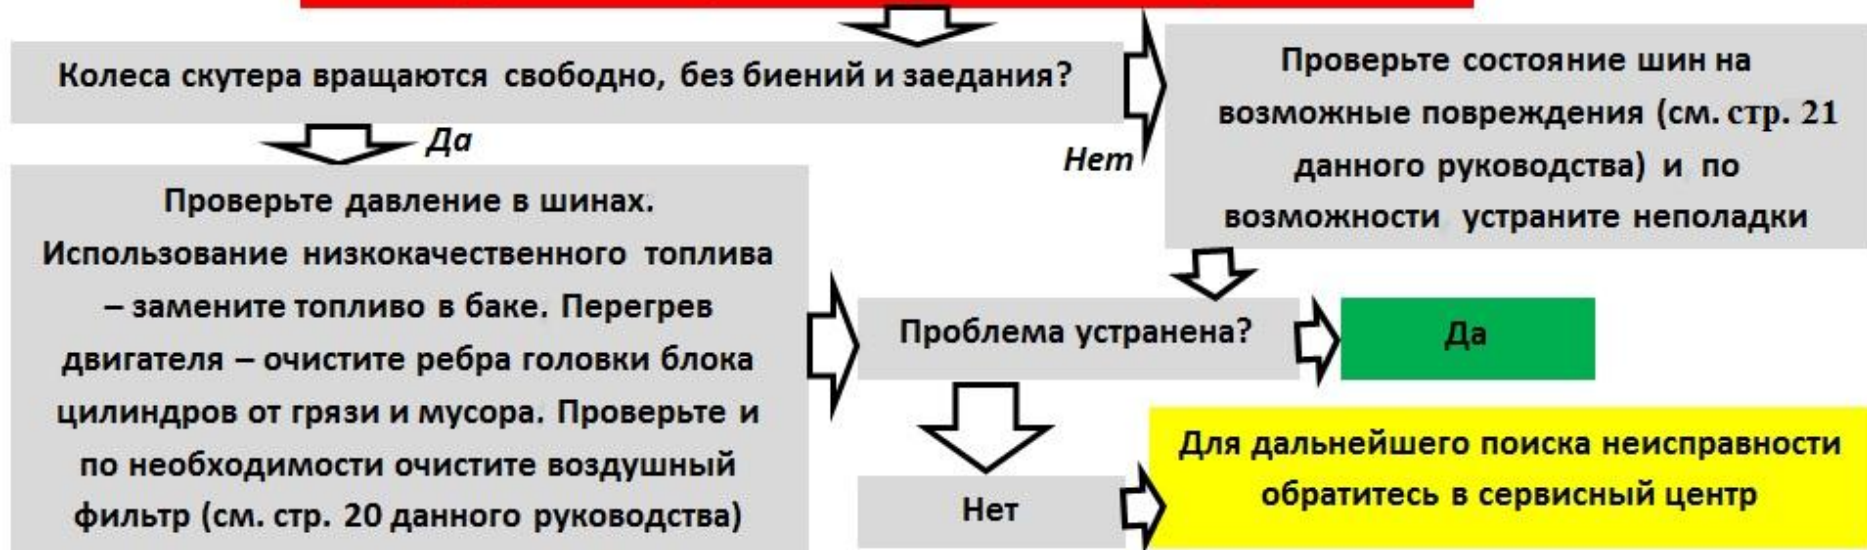 Колеса скутера вращаются свободно, без биений и заедания?
Проверьте состояние шин на
возможные повреждения (см. стр. 21
данного руководства) и по
возможности устраните неполадки
Да
Нет
Проверьте давление в шинах.
Использование низкокачественного топлива
– замените топливо в баке. Перегрев
двигателя – очистите ребра головки блока
цилиндров от грязи и мусора. Проверьте и
по необходимости очистите воздушный
фильтр (см. стр. 20 данного руководства)
Проблема устранена?
Да
Нет
Для дальнейшего поиска неисправности
обратитесь в сервисный центр